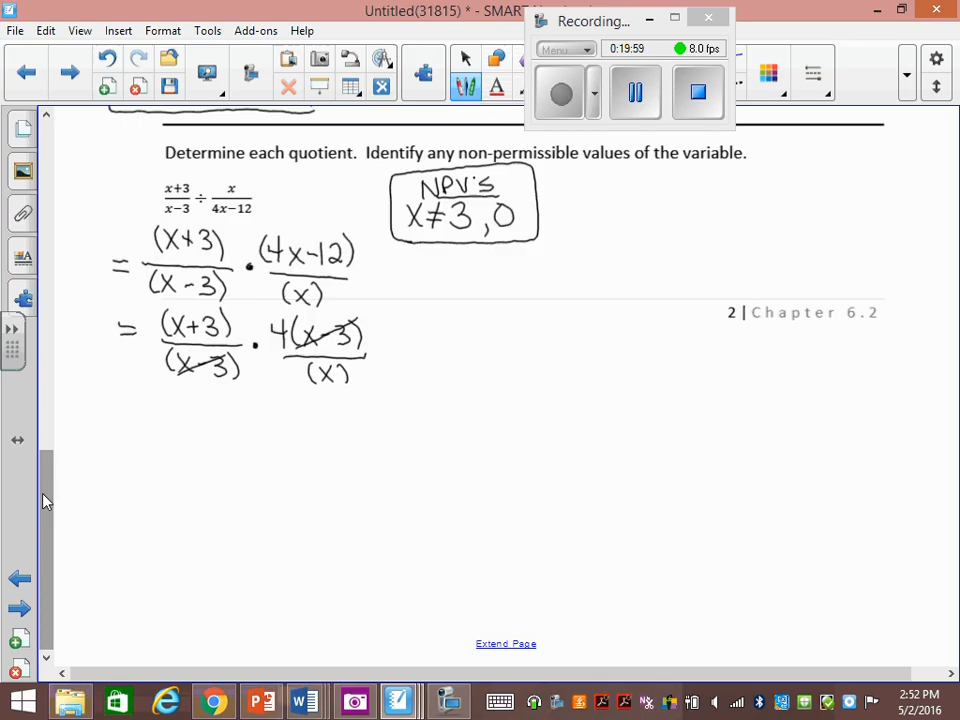 Untitled(31815) * - SMART No
Recording...
File Edit View Insert Format Tools Add-ons Help
Menu 0:19:59 8.0 fps
Determine each quotient. Identify any non-permissible values of the variable.
x+3/x−3 ÷ x/4x−12
NPV's
x≠3,0
= (x+3)/(x-3) • (4x-12)/(x)
= (x+3)/(x-3) • 4(x-3)/(x)
2 | Chapter 6.2
Extend Page
2:52 PM
5/2/2016